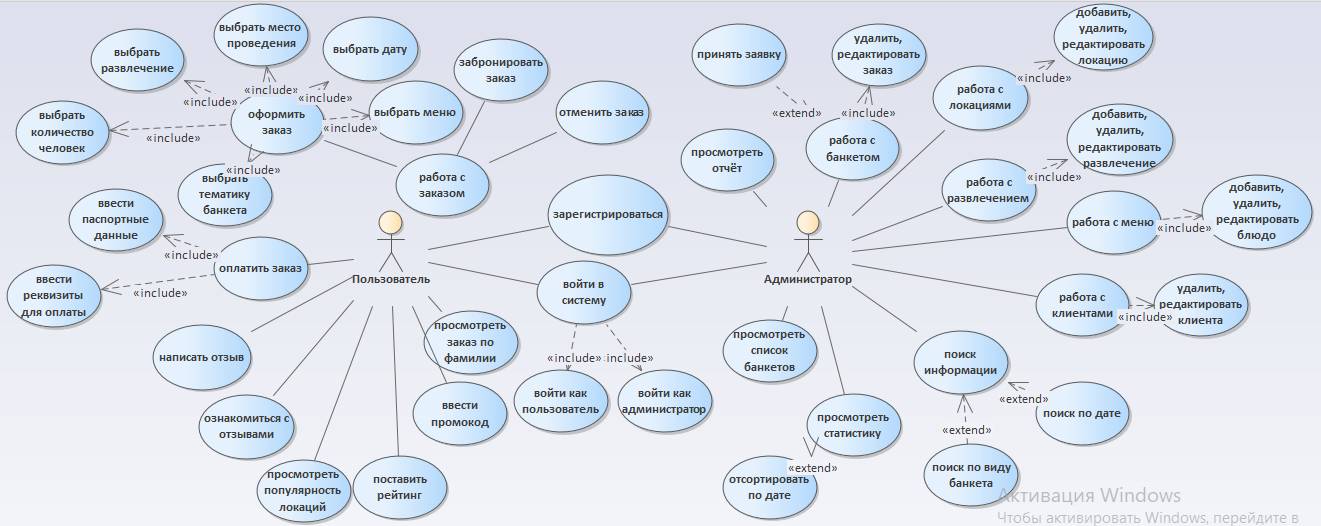 выбрать место
проведения
выбрать дату
выбрать
развлечение
забронировать
заказ
выбрать меню
отменить заказ
оформить
заказ
выбрать
количество
человек
выбрать
тематику
банкета
работа с
заказом
«include»
«include»
«include»
«include»
«include»
«include»
ввести
паспортные
данные
«include»
оплатить заказ
ввести
реквизиты
для оплаты
«include»
Пользователь
зарегистрироваться
войти в
систему
«include»
«include»
войти как
пользователь
войти как
администратор
написать отзыв
ознакомиться с
отзывами
просмотреть
популярность
локаций
поставить
рейтинг
просмотреть
заказ по
фамилии
ввести
промокод
принять заявку
«extend»
удалить,
редактировать
заказ
«include»
работа с
банкетом
просмотреть
отчёт
Администратор
добавить,
удалить,
редактировать
локацию
«include»
работа с
локациями
добавить,
удалить,
редактировать
развлечение
«include»
работа с
развлечением
добавить,
удалить,
редактировать
блюдо
«include»
работа с меню
работа с
клиентами
«include»
удалить,
редактировать
клиента
просмотреть
список
банкетов
просмотреть
статистику
«extend»
отсортировать
по дате
поиск
информации
«extend»
поиск по дате
«extend»
поиск по виду
банкета
Активация Windows
Чтобы активировать Windows, перейдите в